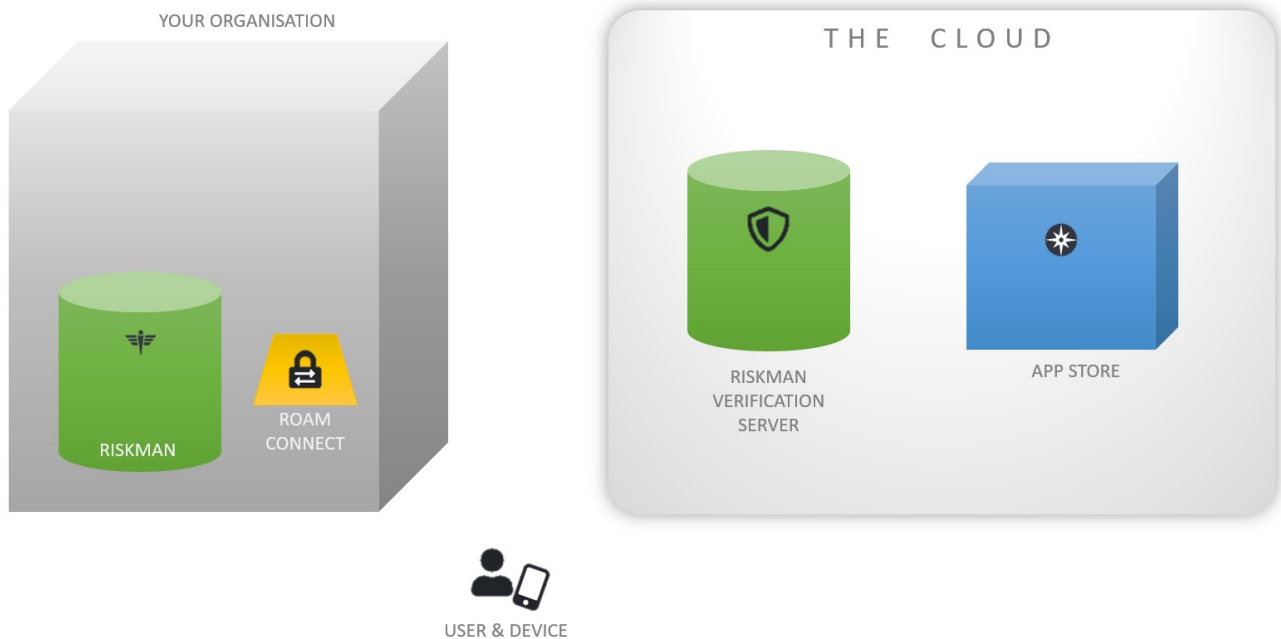 YOUR ORGANISATION
THE CLOUD
RISKMAN
ROAM
CONNECT
RISKMAN
VERIFICATION
SERVER
APP STORE
USER & DEVICE